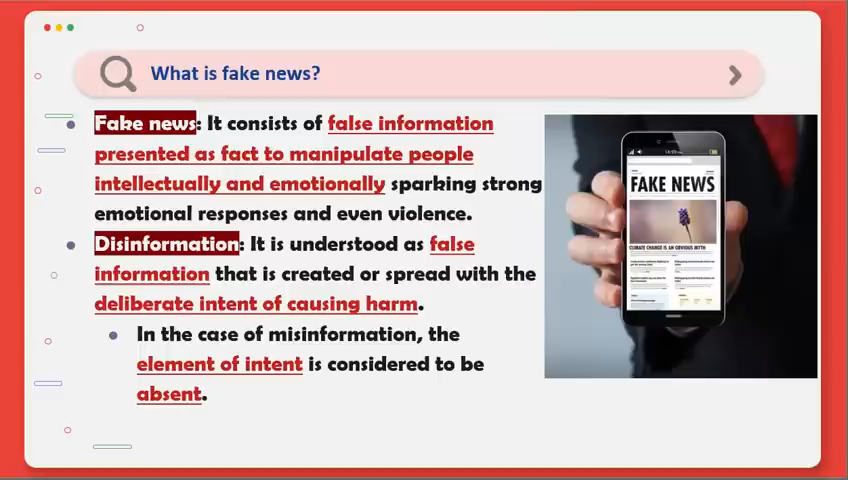 What is fake news?
Fake news: It consists of false information
presented as fact to manipulate people
intellectually and emotionally sparking strong
emotional responses and even violence.
Disinformation: It is understood as false
information that is created or spread with the
deliberate intent of causing harm.
In the case of misinformation, the
element of intent is considered to be
absent.
FAKE NEWS
CLIMATE CHANGE IS AN OBVIOUS MYTH